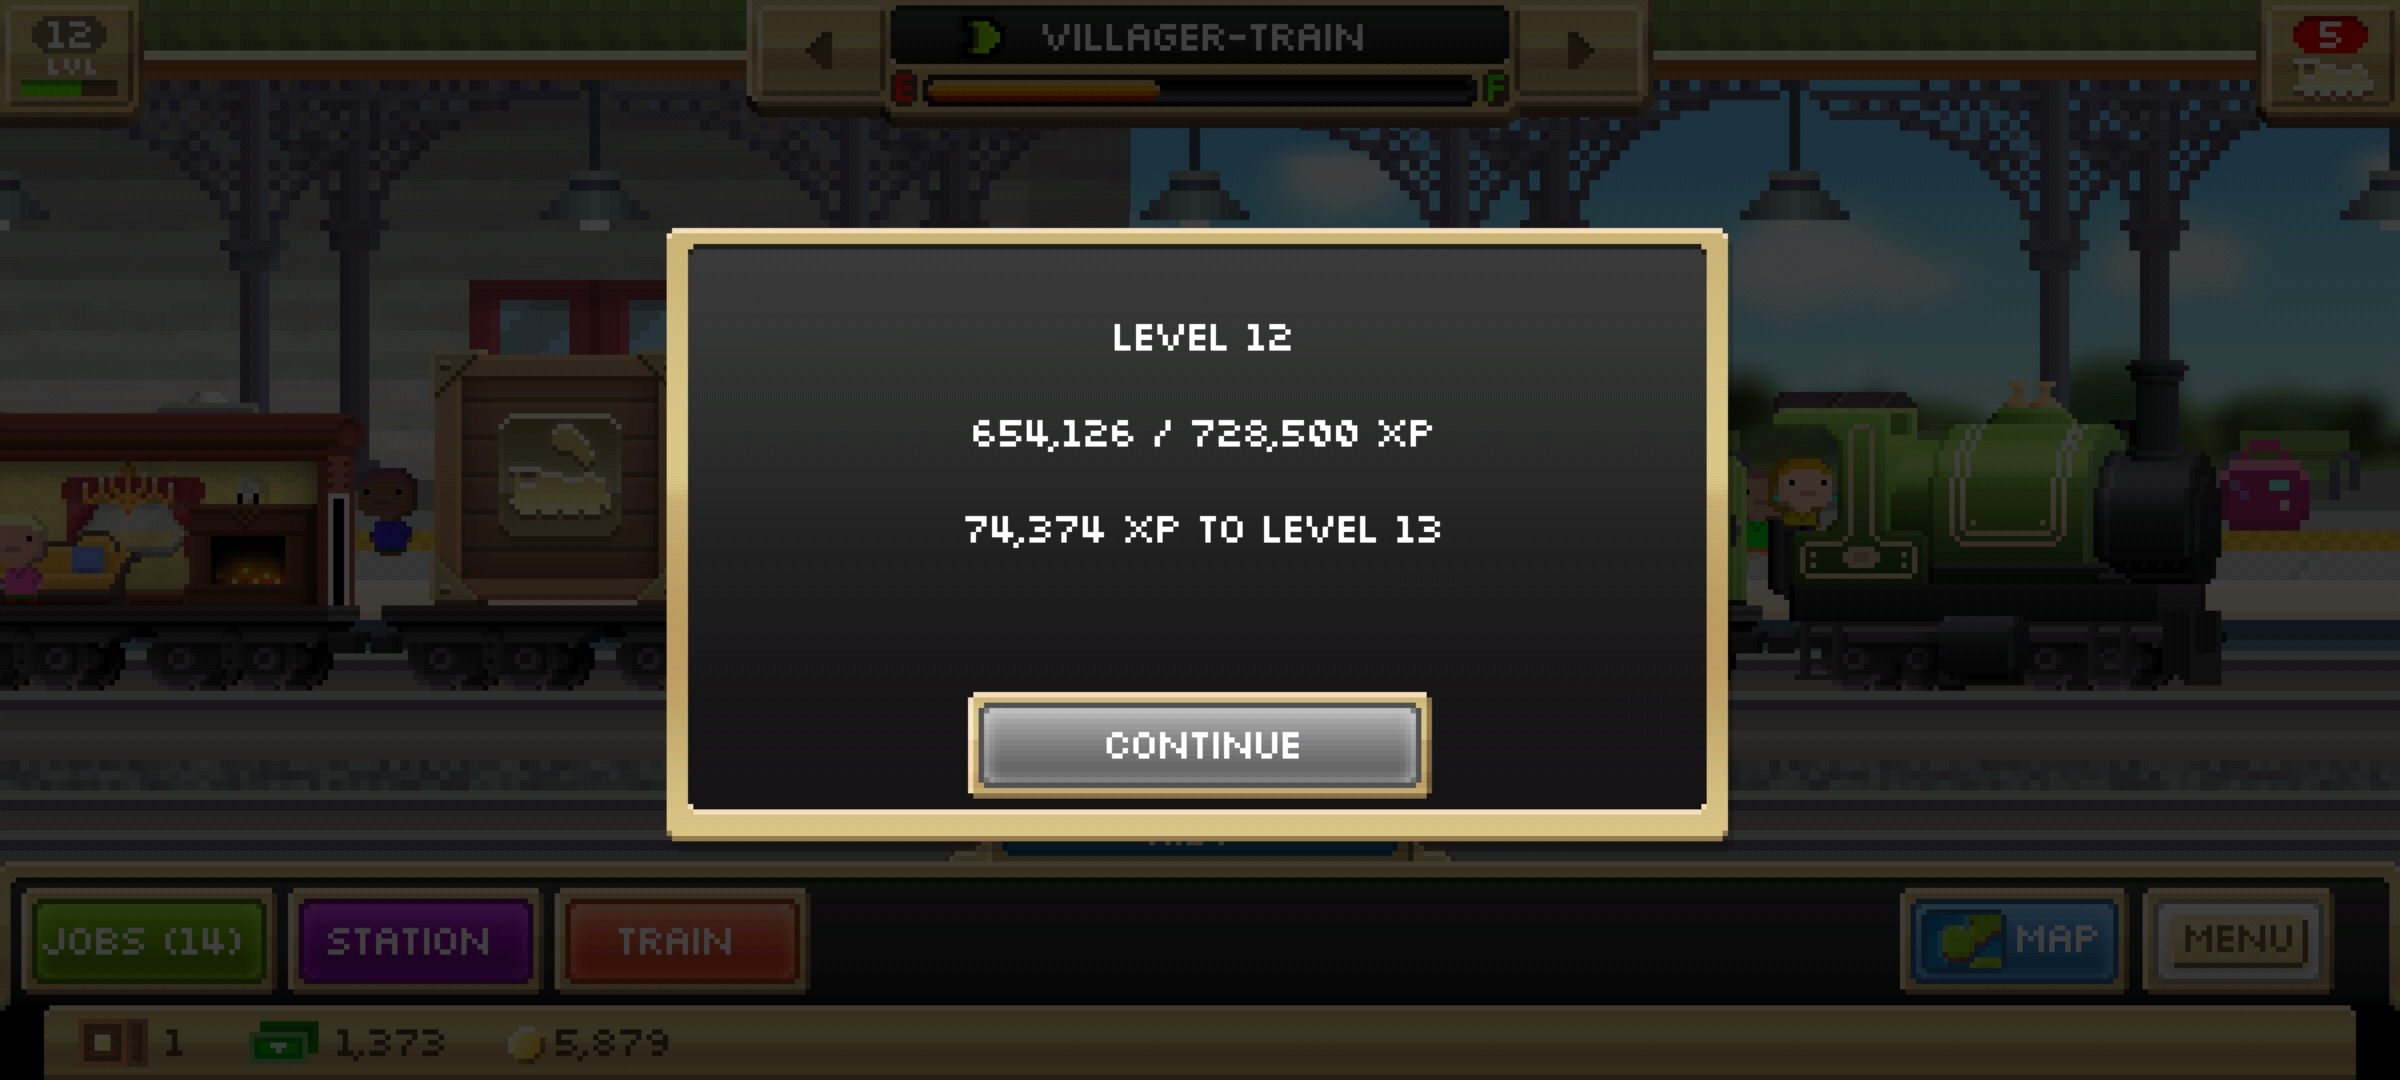 12
LVL
VILLAGER-TRAIN
E F
5
LEVEL 12
654,126 / 728,500 XP
74,374 XP TO LEVEL 13
CONTINUE
JOBS (14)
STATION
TRAIN
MAP
MENU
1
1,373
5,879